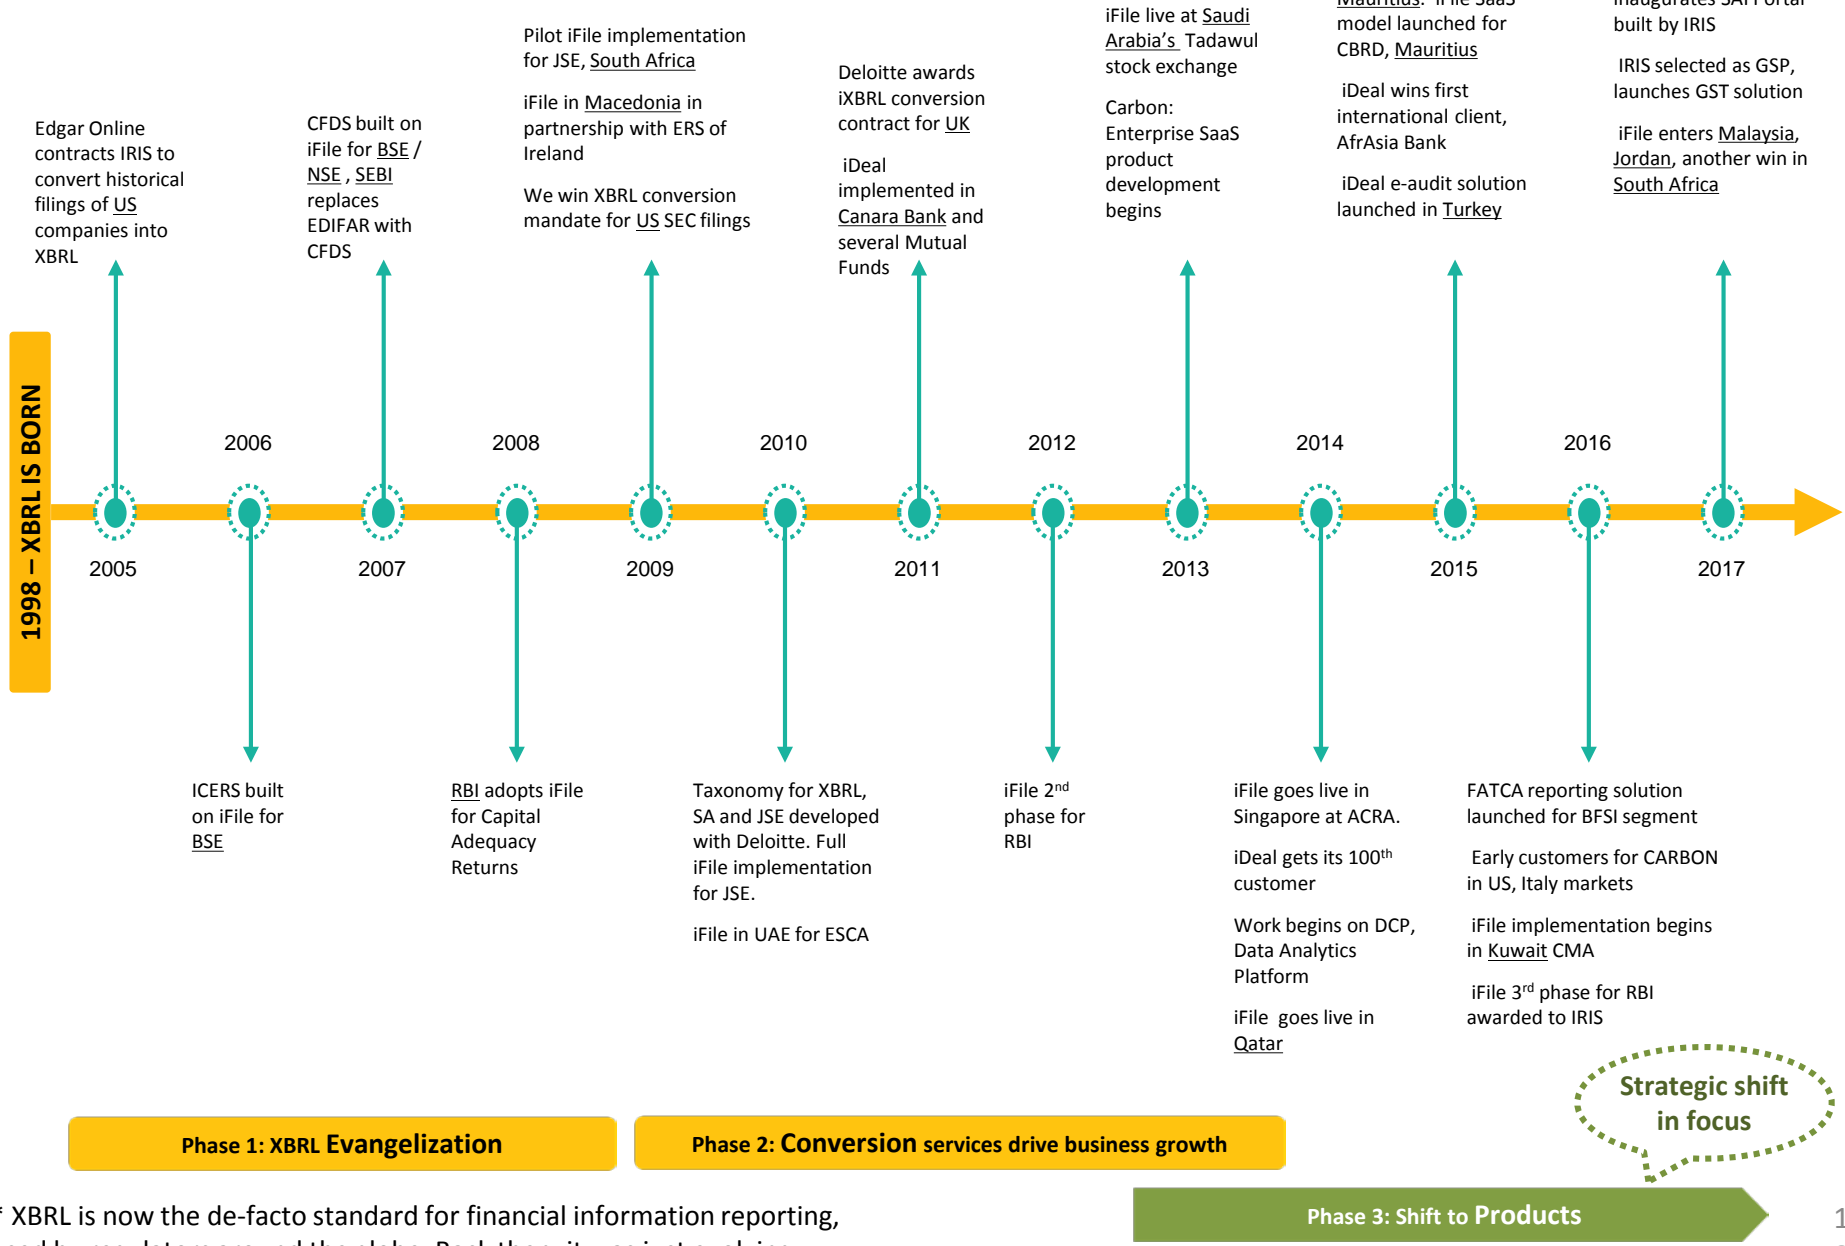 Edgar Online
contracts IRIS to
convert historical
filings of US
companies into
XBRL
CFDS built on
iFile for BSE /
NSE , SEBI
replaces
EDIFAR with
CFDS
Pilot iFile implementation
for JSE, South Africa
iFile in Macedonia in
partnership with ERS of
Ireland
We win XBRL conversion
mandate for US SEC filings
Deloitte awards
iXBRL conversion
contract for UK
iDeal
implemented in
Canara Bank and
several Mutual
Funds
iFile live at Saudi
Arabia's Tadawul
stock exchange
Carbon:
Enterprise SaaS
product
development
begins
Mauritius. iFile SaaS
model launched for
CBRD, Mauritius
iDeal wins first
international client,
AfrAsia Bank
iDeal e-audit solution
launched in Turkey
inaugurates SAFI Portal
built by IRIS
IRIS selected as GSP,
launches GST solution
iFile enters Malaysia,
Jordan, another win in
South Africa
1998 – XBRL IS BORN
2006
2008
2010
2012
2014
2016
2005
2007
2009
2011
2013
2015
2017
ICERS built
on iFile for
BSE
RBI adopts iFile
for Capital
Adequacy
Returns
Taxonomy for XBRL,
SA and JSE developed
with Deloitte. Full
iFile implementation
for JSE.
iFile in UAE for ESCA
iFile 2nd
phase for
RBI
iFile goes live in
Singapore at ACRA.
iDeal gets its 100th
customer
Work begins on DCP,
Data Analytics
Platform
iFile goes live in
Qatar
FATCA reporting solution
launched for BFSI segment
Early customers for CARBON
in US, Italy markets
iFile implementation begins
in Kuwait CMA
iFile 3rd phase for RBI
awarded to IRIS
Strategic shift
in focus
Phase 1: XBRL Evangelization
Phase 2: Conversion services drive business growth
Phase 3: Shift to Products
* XBRL is now the de-facto standard for financial information reporting,
1